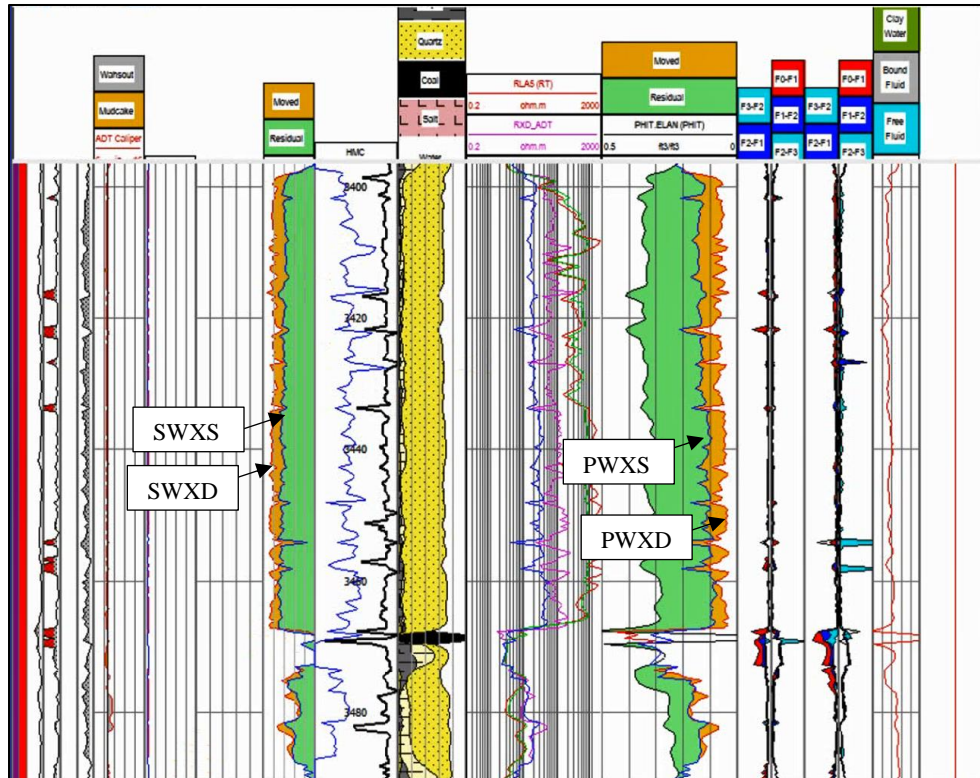 Wahsout
Mudcake
ADT Caliper
Moved
Residual
HMC
Quartz
Coal
Salt
Water
RLA5 (RT)
0.2 ohm.m 2000
RXD_ADT
0.2 ohm.m 2000
Moved
Residual
PHIT.ELAN (PHIT)
0.5 ft3/ft3 0
F3-F2
F2-F1
F0-F1
F1-F2
F2-F3
F3-F2
F2-F1
F0-F1
F1-F2
F2-F3
Clay
Water
Bound
Fluid
Free
Fluid
3400
3420
3440
3460
3480
SWXS
SWXD
PWXS
PWXD